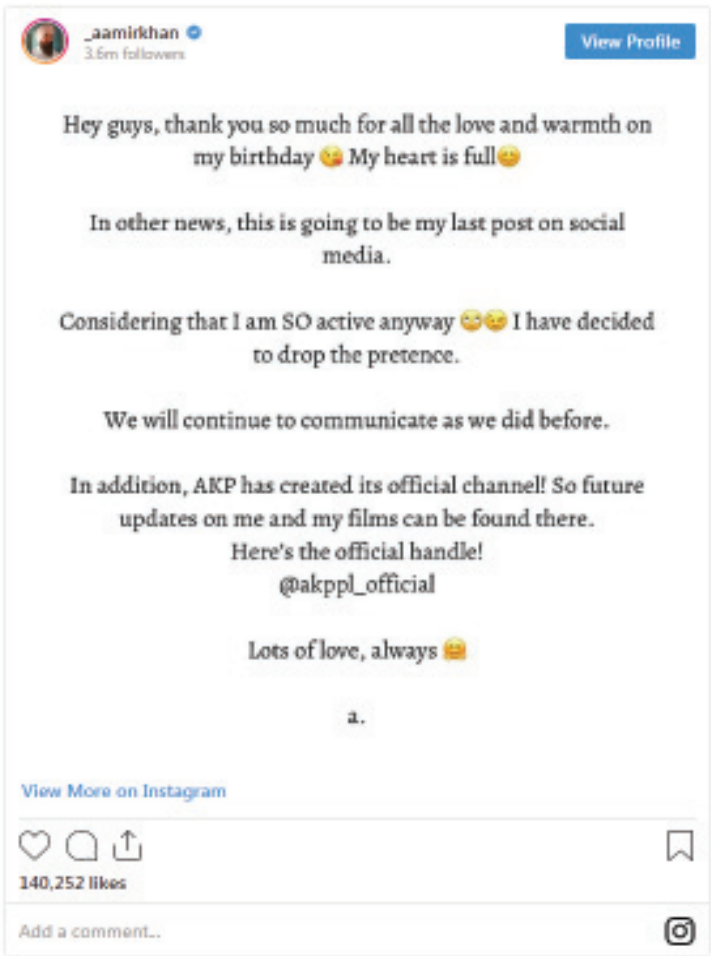 _aamirkhan
3.6m followers
View Profile
Hey guys, thank you so much for all the love and warmth on
my birthday 😘 My heart is full😊
In other news, this is going to be my last post on social
media.
Considering that I am SO active anyway 🙄😉 I have decided
to drop the pretence.
We will continue to communicate as we did before.
In addition, AKP has created its official channel! So future
updates on me and my films can be found there.
Here's the official handle!
@akppl_official
Lots of love, always 🤗
a.
View More on Instagram
140,252 likes
Add a comment...